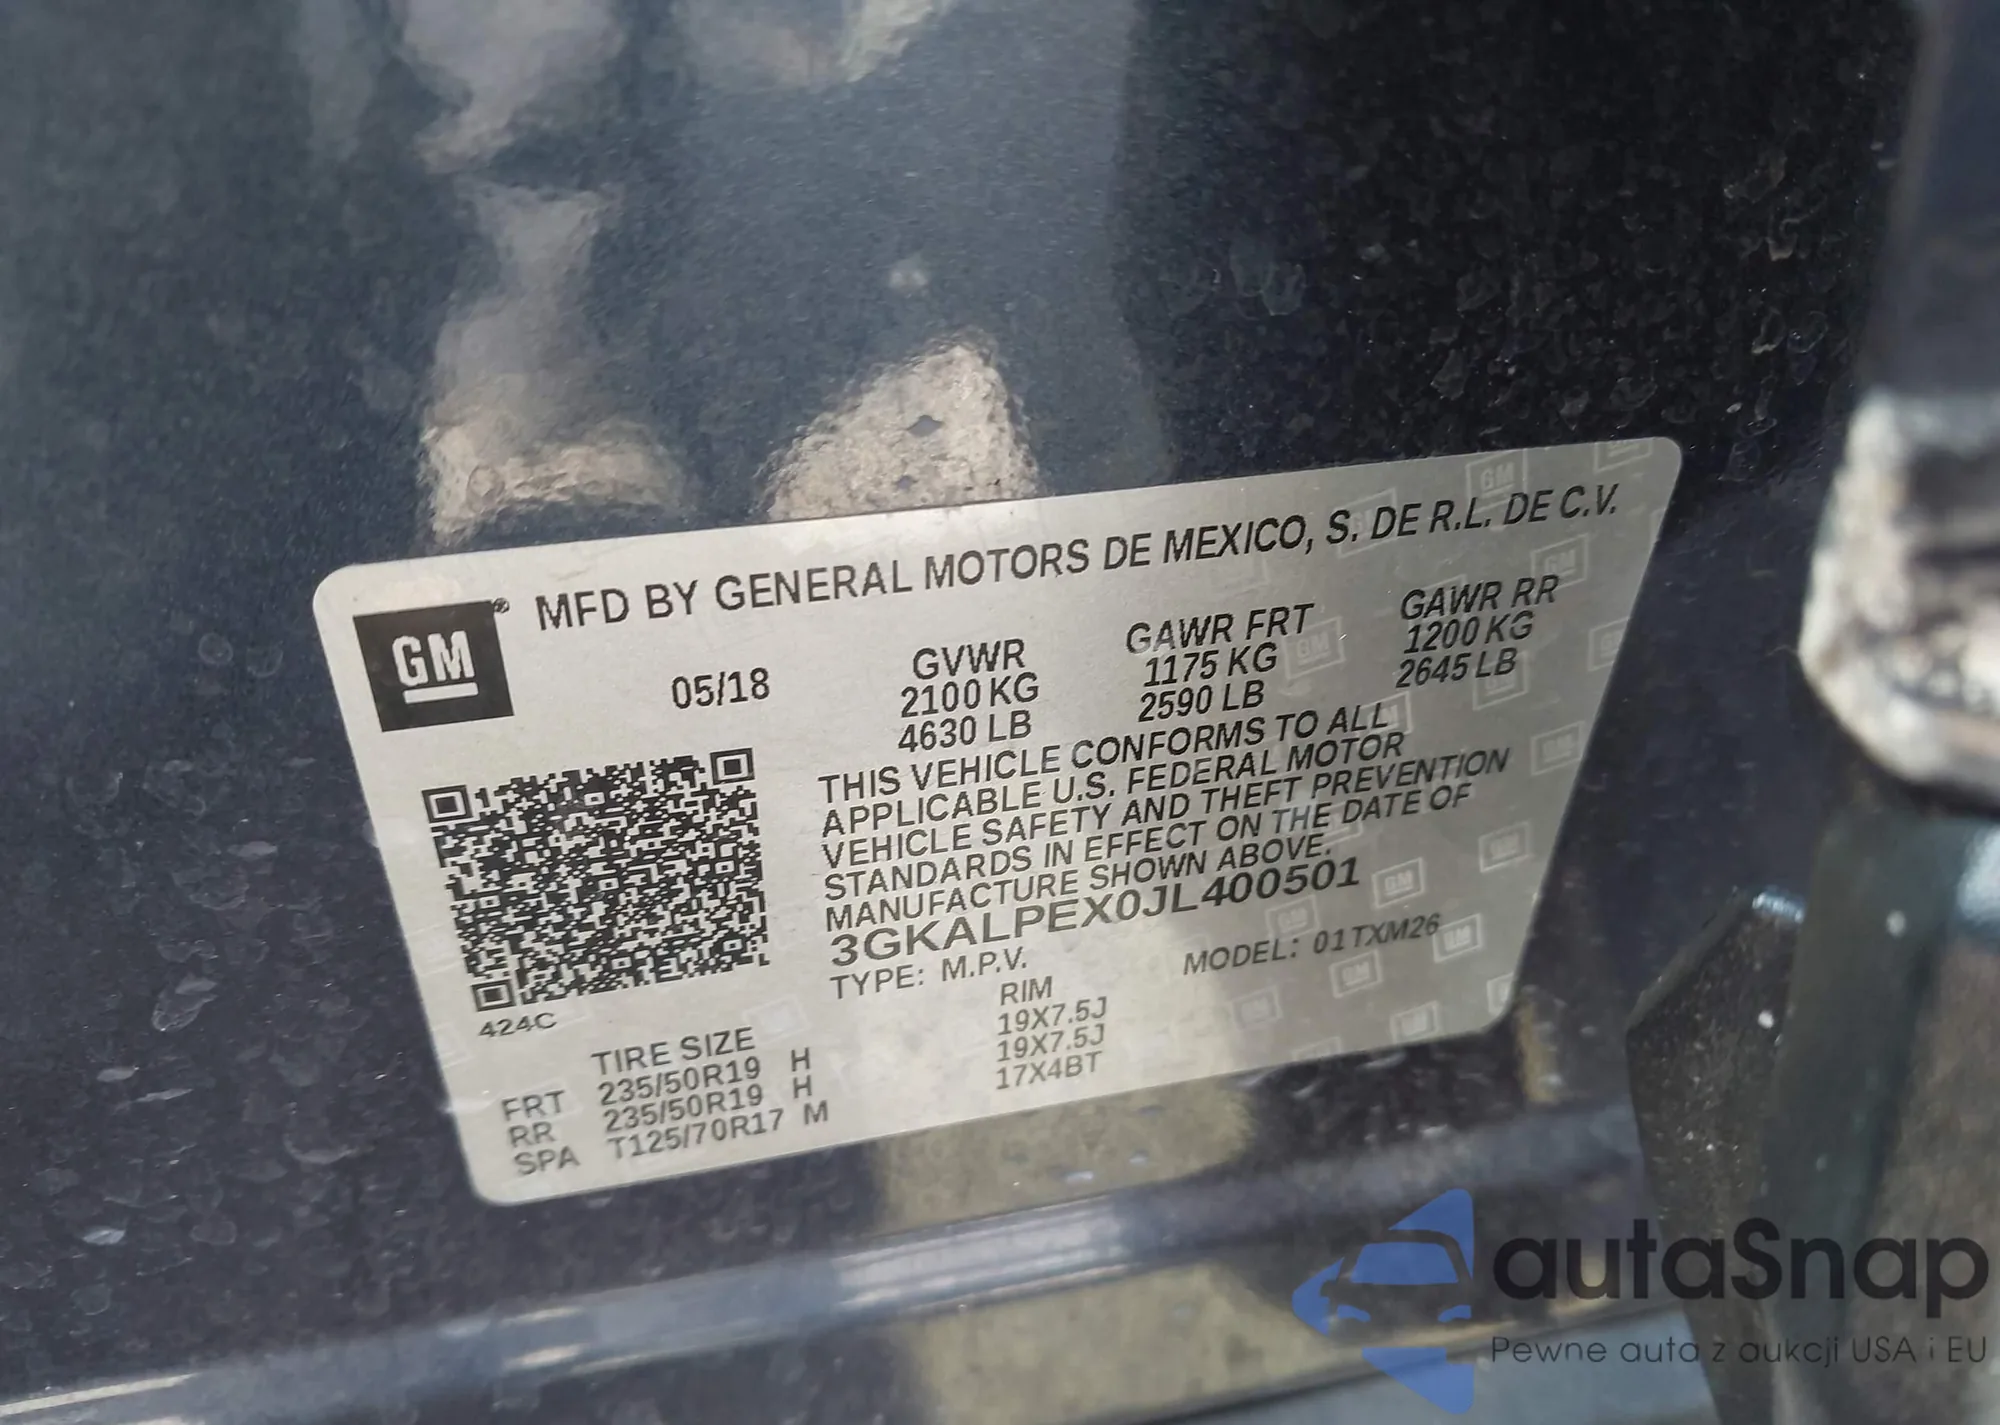 GM®
MFD BY GENERAL MOTORS DE MEXICO, S. DE R.L. DE C.V.
05/18
GVWR
2100 KG
4630 LB
GAWR FRT
1175 KG
2590 LB
GAWR RR
1200 KG
2645 LB
THIS VEHICLE CONFORMS TO ALL
APPLICABLE U.S. FEDERAL MOTOR
VEHICLE SAFETY AND THEFT PREVENTION
STANDARDS IN EFFECT ON THE DATE OF
MANUFACTURE SHOWN ABOVE.
3GKALPEX0JL400501
TYPE: M.P.V. MODEL: 01TXM26
424C
TIRE SIZE RIM
FRT 235/50R19 H 19X7.5J
RR 235/50R19 H 19X7.5J
SPA T125/70R17 M 17X4BT
autaSnap
Pewne auta z aukcji USA i EU